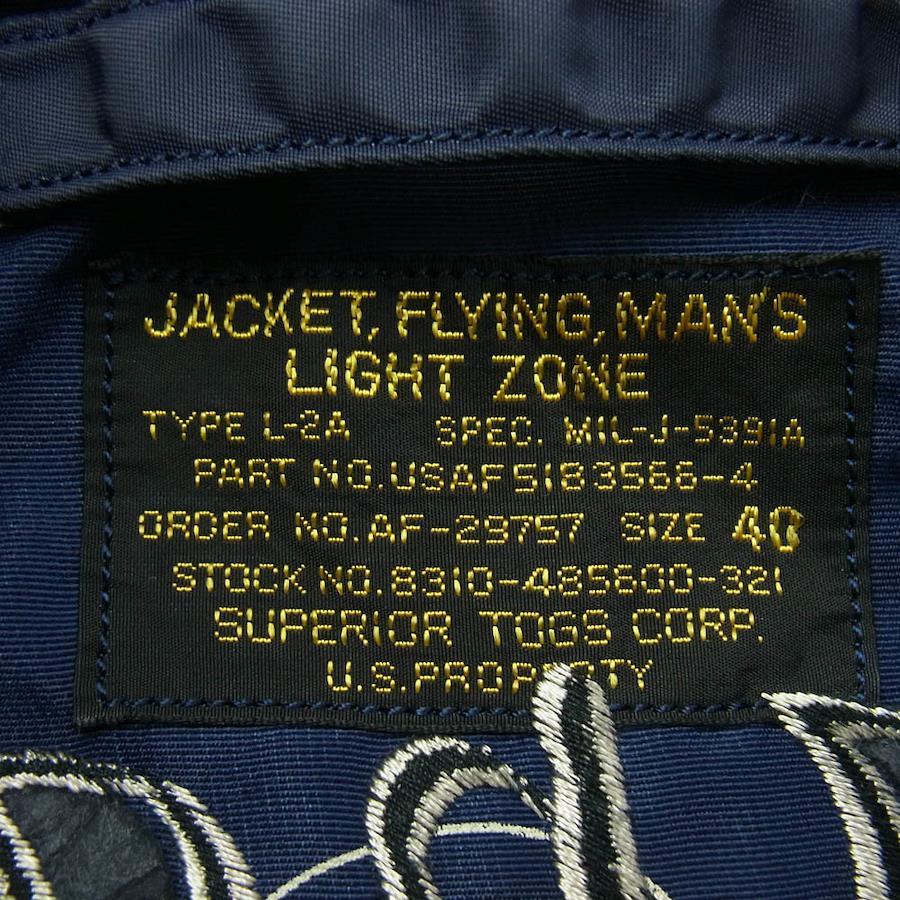 JACKET, FLYING, MAN'S
LIGHT ZONE
TYPE L-2A SPEC. MIL-J-5391A
PART NO. USAF5183566-4
ORDER NO. AF-29757 SIZE 40
STOCK NO. 8310-485600-321
SUPERIOR TOGS CORP.
U.S. PROPERTY